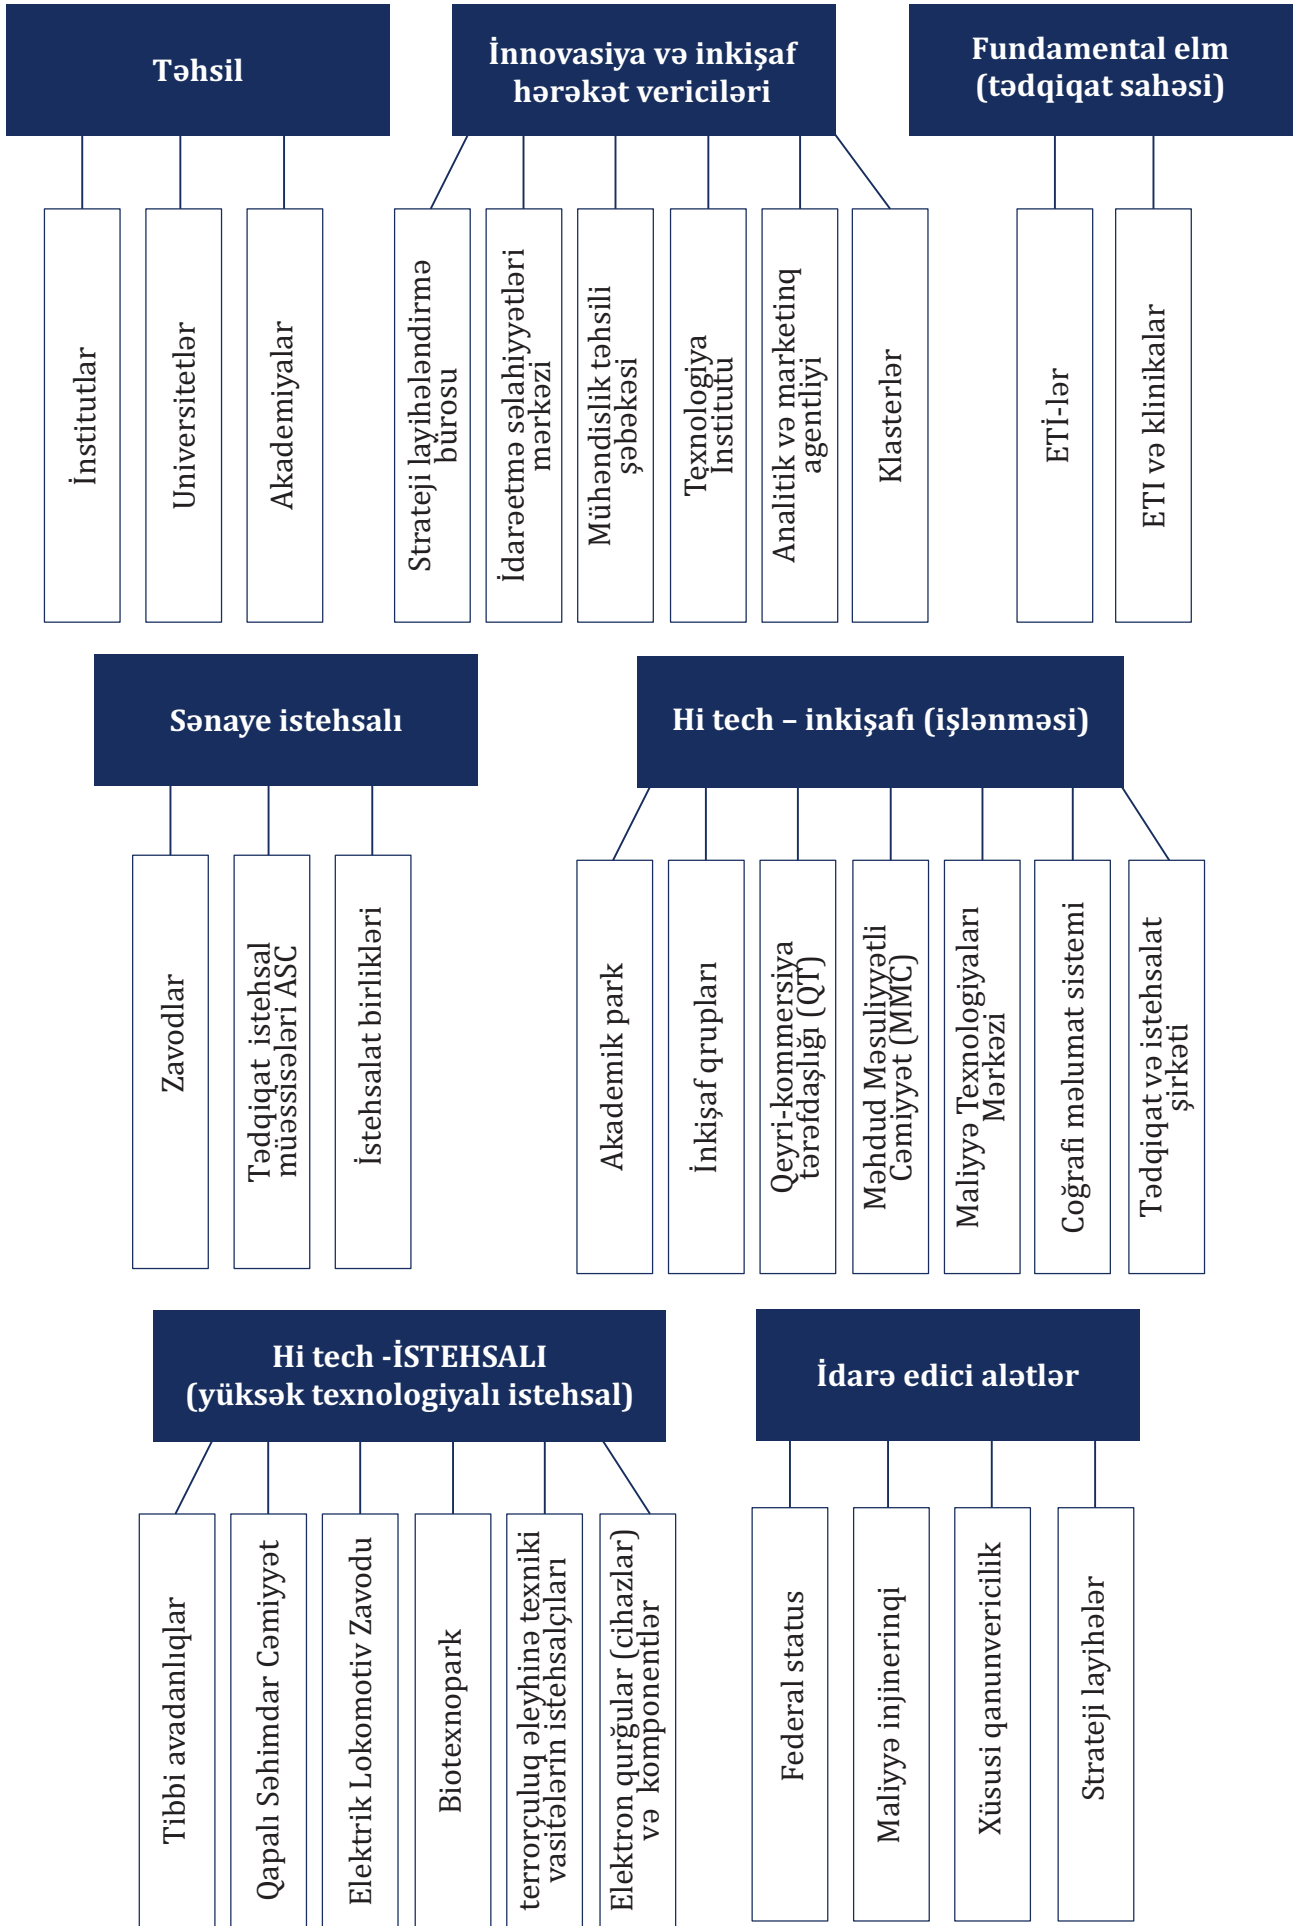 Təhsil
İnnovasiya və inkişaf
hərəkət vericiləri
Fundamental elm
(tədqiqat sahəsi)
İnstitutlar
Universitetlər
Akademiyalar
Strateji layihələndirmə
bürosu
İdarəetmə səlahiyyətləri
mərkəzi
Mühəndislik təhsili
şəbəkəsi
Texnologiya
İnstitutu
Analitik və marketinq
agentliyi
Klasterlər
ETİ-lər
ETI və klinikalar
Sənaye istehsalı
Hi tech – inkişafı (işlənməsi)
Zavodlar
Tədqiqat istehsal
müəssisələri ASC
İstehsalat birlikləri
Akademik park
İnkişaf qrupları
Qeyri-kommersiya
tərəfdaşlığı (QT)
Məhdud Məsuliyyətli
Cəmiyyət (MMC)
Maliyyə Texnologiyaları
Mərkəzi
Coğrafi məlumat sistemi
Tədqiqat və istehsalat
şirkəti
Hi tech -İSTEHSALI
(yüksək texnologiyalı istehsal)
İdarə edici alətlər
Tibbi avadanlıqlar
Qapalı Səhimdar Cəmiyyət
Elektrik Lokomotiv Zavodu
Biotexnopark
terrorçuluq əleyhinə texniki
vasitələrin istehsalçıları
Elektron qurğular (cihazlar)
və komponentlər
Federal status
Maliyyə injinerinqi
Xüsusi qanunvericilik
Strateji layihələr